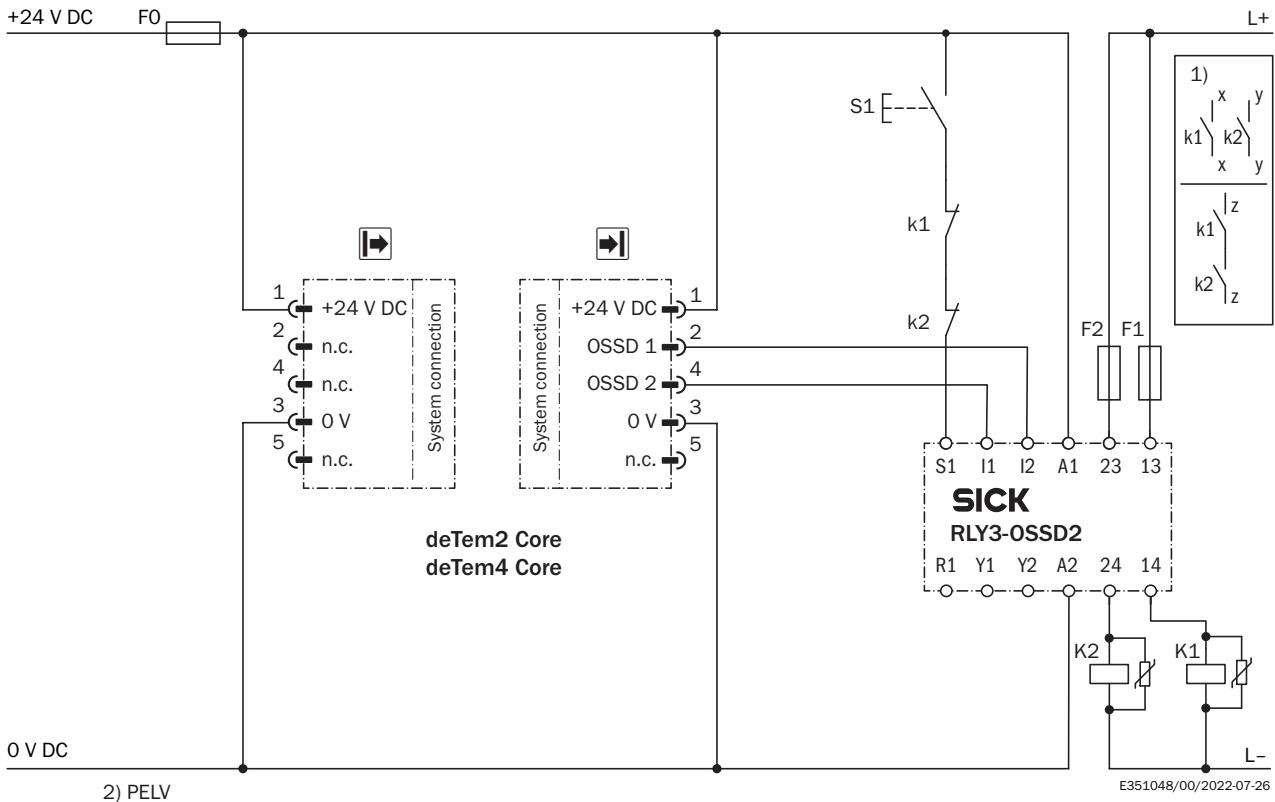 +24 V DC
F0
L+
S1
k1
k2
1)
x
y
k1
k2
x
y
z
k1
k2
z
1
+24 V DC
2
n.c.
4
n.c.
3
0 V
5
n.c.
System connection
System connection
+24 V DC
1
OSSD 1
2
OSSD 2
4
0 V
3
n.c.
5
F2
F1
S1
I1
I2
A1
23
13
SICK
RLY3-OSSD2
R1
Y1
Y2
A2
24
14
deTem2 Core
deTem4 Core
K2
K1
0 V DC
L–
2) PELV
E351048/00/2022-07-26